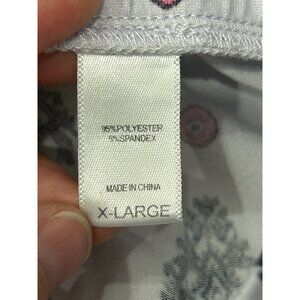 95%POLYESTER
5%SPANDEX
MADE IN CHINA
X-LARGE